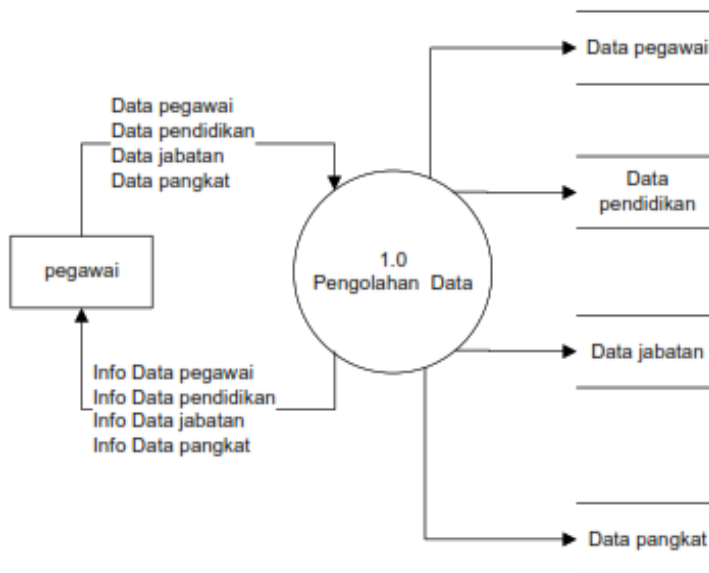 Data pegawai
Data pendidikan
Data jabatan
Data pangkat
pegawai
Info Data pegawai
Info Data pendidikan
Info Data jabatan
Info Data pangkat
1.0
Pengolahan Data
Data pegawai
Data
pendidikan
Data jabatan
Data pangkat